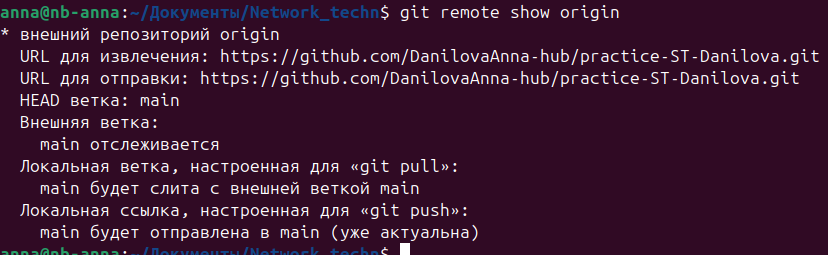 anna@nb-anna:~/Документы/Network_techn$ git remote show origin
* внешний репозиторий origin
  URL для извлечения: https://github.com/DanilovaAnna-hub/practice-ST-Danilova.git
  URL для отправки: https://github.com/DanilovaAnna-hub/practice-ST-Danilova.git
  HEAD ветка: main
  Внешняя ветка:
    main отслеживается
  Локальная ветка, настроенная для «git pull»:
    main будет слита с внешней веткой main
  Локальная ссылка, настроенная для «git push»:
    main будет отправлена в main (уже актуальна)
anna@nb-anna:~/Документы/Network_techn$